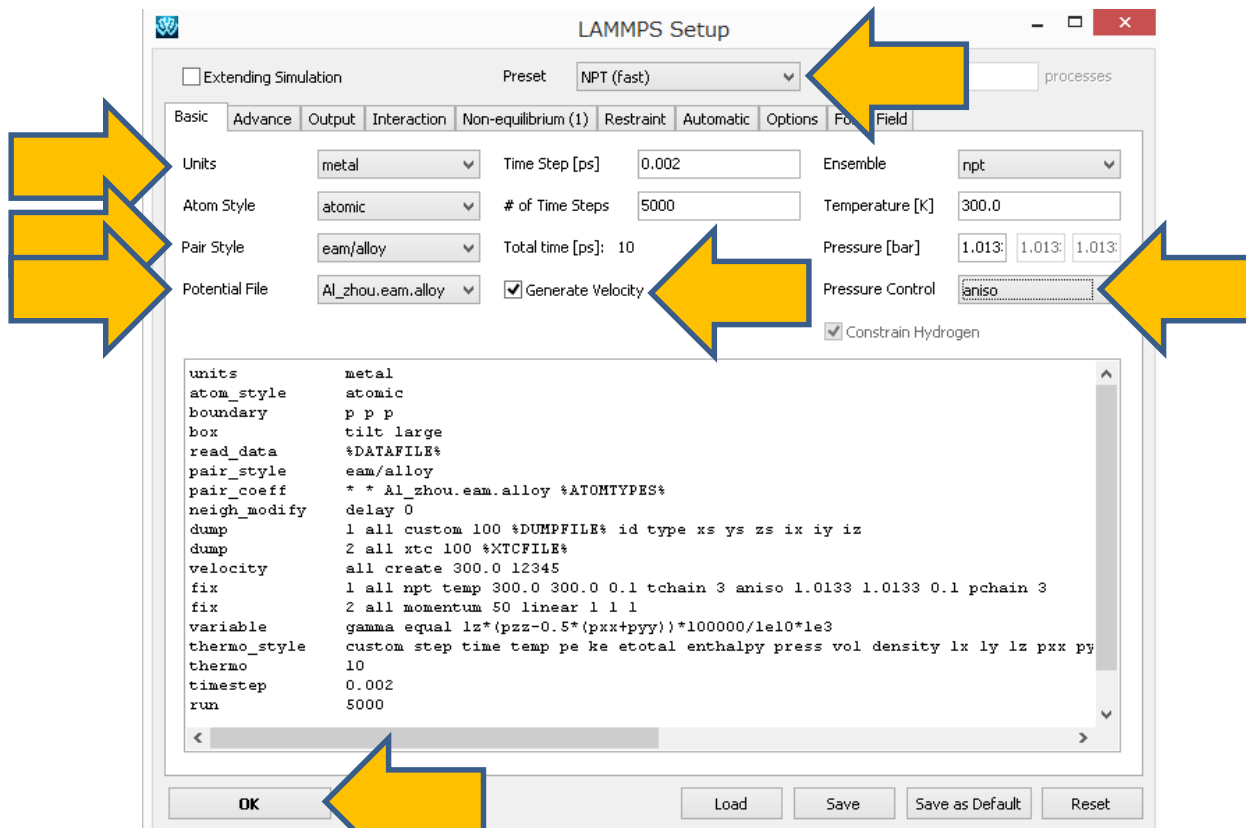 LAMMPS Setup
Extending Simulation Preset NPT (fast) processes
Basic Advance Output Interaction Non-equilibrium (1) Restraint Automatic Options Field
Units metal Time Step [ps] 0.002 Ensemble npt
Atom Style atomic # of Time Steps 5000 Temperature [K] 300.0
Pair Style eam/alloy Total time [ps]: 10 Pressure [bar] 1.013 1.013 1.013
Potential File Al_zhou.eam.alloy Generate Velocity Pressure Control aniso
Constrain Hydrogen
units metal
atom_style atomic
boundary p p p
box tilt large
read_data %DATAFILE%
pair_style eam/alloy
pair_coeff * * Al_zhou.eam.alloy %ATOMTYPES%
neigh_modify delay 0
dump 1 all custom 100 %DUMPFILE% id type xs ys zs ix iy iz
dump 2 all xtc 100 %XTCFILE%
velocity all create 300.0 12345
fix 1 all npt temp 300.0 300.0 0.1 tchain 3 aniso 1.0133 1.0133 0.1 pchain 3
fix 2 all momentum 50 linear 1 1 1
variable gamma equal lz*(pzz-0.5*(pxx+pyy))*100000/1e10*1e3
thermo_style custom step time temp pe ke etotal enthalpy press vol density lx ly lz pxx py
thermo 10
timestep 0.002
run 5000
OK Load Save Save as Default Reset